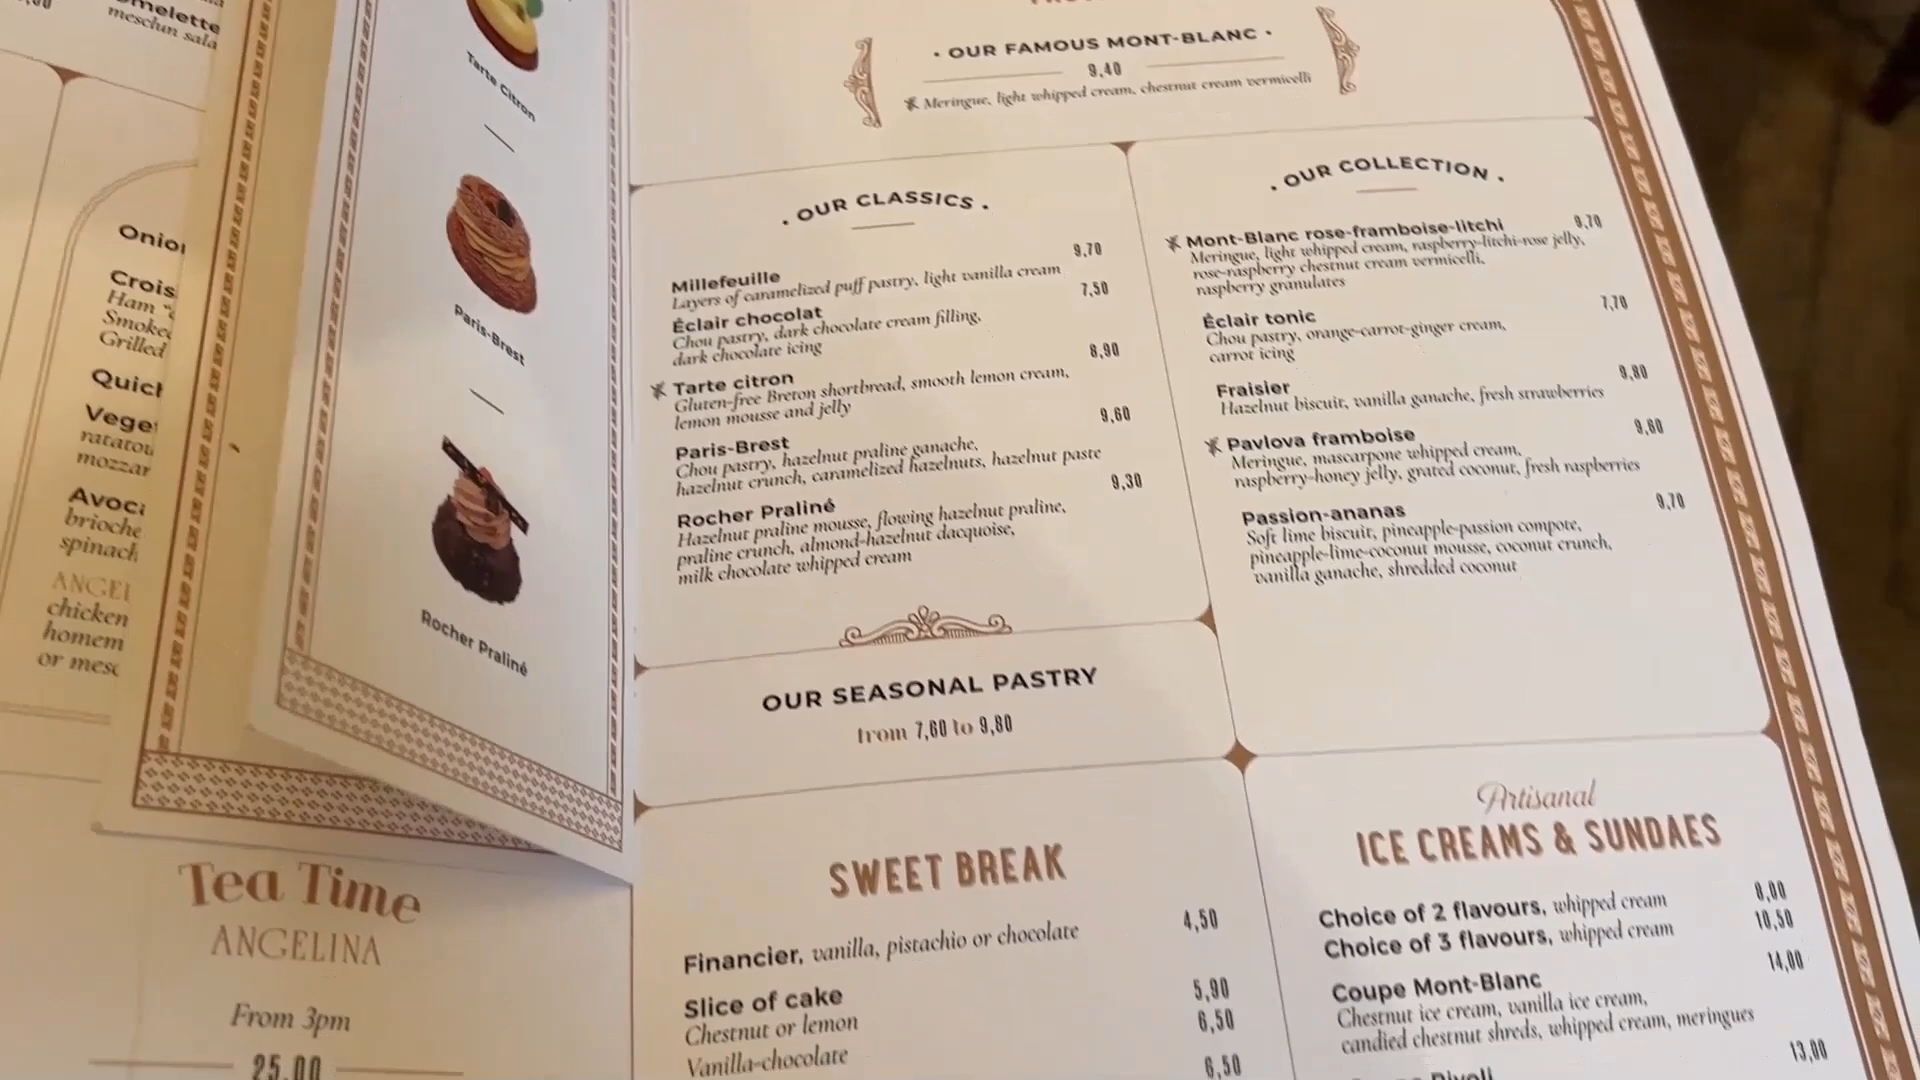 Omelette
mesclun sala
Onion
Crois
Ham
Smoked
Grilled
Quich
Vege
ratatou
mozzar
Avoca
brioche
spinach
ANGEL
chicken
homem
or mesc
Tea Time
ANGELINA
From 3pm
25,00
Tarte Citron
Paris-Brest
Rocher Praliné
• OUR FAMOUS MONT-BLANC •
9,40
Meringue, light whipped cream, chestnut cream vermicelli
• OUR CLASSICS •
Millefeuille 9,70
Layers of caramelized puff pastry, light vanilla cream
Éclair chocolat 7,50
Chou pastry, dark chocolate cream filling,
dark chocolate icing
Tarte citron 8,90
Gluten-free Breton shortbread, smooth lemon cream,
lemon mousse and jelly
Paris-Brest 9,60
Chou pastry, hazelnut praline ganache,
hazelnut crunch, caramelized hazelnuts, hazelnut paste
Rocher Praliné 9,30
Hazelnut praline mousse, flowing hazelnut praline,
praline crunch, almond-hazelnut dacquoise,
milk chocolate whipped cream
• OUR COLLECTION •
Mont-Blanc rose-framboise-litchi 9,70
Meringue, light whipped cream, raspberry-litchi-rose jelly,
rose-raspberry chestnut cream vermicelli,
raspberry granulates
Éclair tonic 7,70
Chou pastry, orange-carrot-ginger cream,
carrot icing
Fraisier 9,80
Hazelnut biscuit, vanilla ganache, fresh strawberries
Pavlova framboise 9,60
Meringue, mascarpone whipped cream,
raspberry-honey jelly, grated coconut, fresh raspberries
Passion-ananas 9,70
Soft lime biscuit, pineapple-passion compote,
pineapple-lime-coconut mousse, coconut crunch,
vanilla ganache, shredded coconut
OUR SEASONAL PASTRY
from 7,60 to 9,80
SWEET BREAK
Financier, vanilla, pistachio or chocolate 4,50
Slice of cake
Chestnut or lemon 5,90
Vanilla-chocolate 6,50
6,50
Artisanal
ICE CREAMS & SUNDAES
Choice of 2 flavours, whipped cream 8,00
Choice of 3 flavours, whipped cream 10,50
Coupe Mont-Blanc 14,00
Chestnut ice cream, vanilla ice cream,
candied chestnut shreds, whipped cream, meringues
13,00